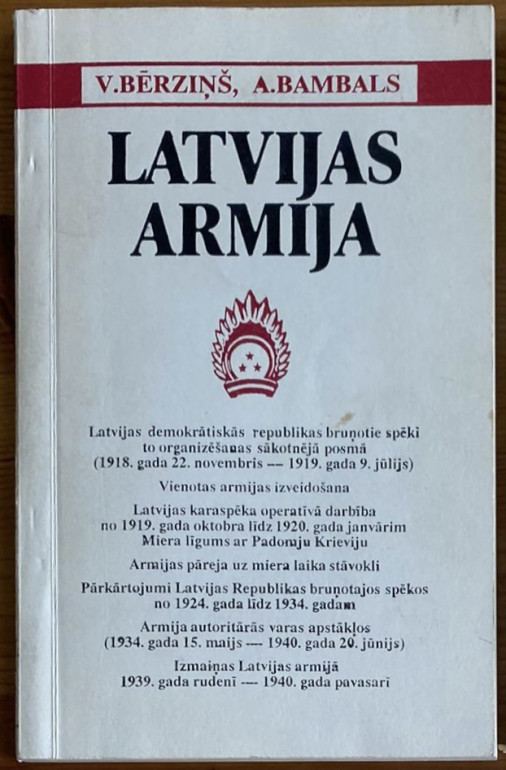 V.BĒRZIŅŠ, A.BAMBALS
LATVIJAS
ARMIJA
Latvijas demokrātiskās republikas bruņotie spēki
to organizēšanas sākotnējā posmā
(1918. gada 22. novembris — 1919. gada 9. jūlijs)
Vienotas armijas izveidošana
Latvijas karaspēka operatīvā darbība
no 1919. gada oktobra līdz 1920. gada janvārim
Miera līgums ar Padomju Krieviju
Armijas pāreja uz miera laika stāvokli
Pārkārtojumi Latvijas Republikas bruņotajos spēkos
no 1924. gada līdz 1934. gadam
Armija autoritārās varas apstākļos
(1934. gada 15. maijs — 1940. gada 20. jūnijs)
Izmaiņas Latvijas armijā
1939. gada rudenī — 1940. gada pavasarī